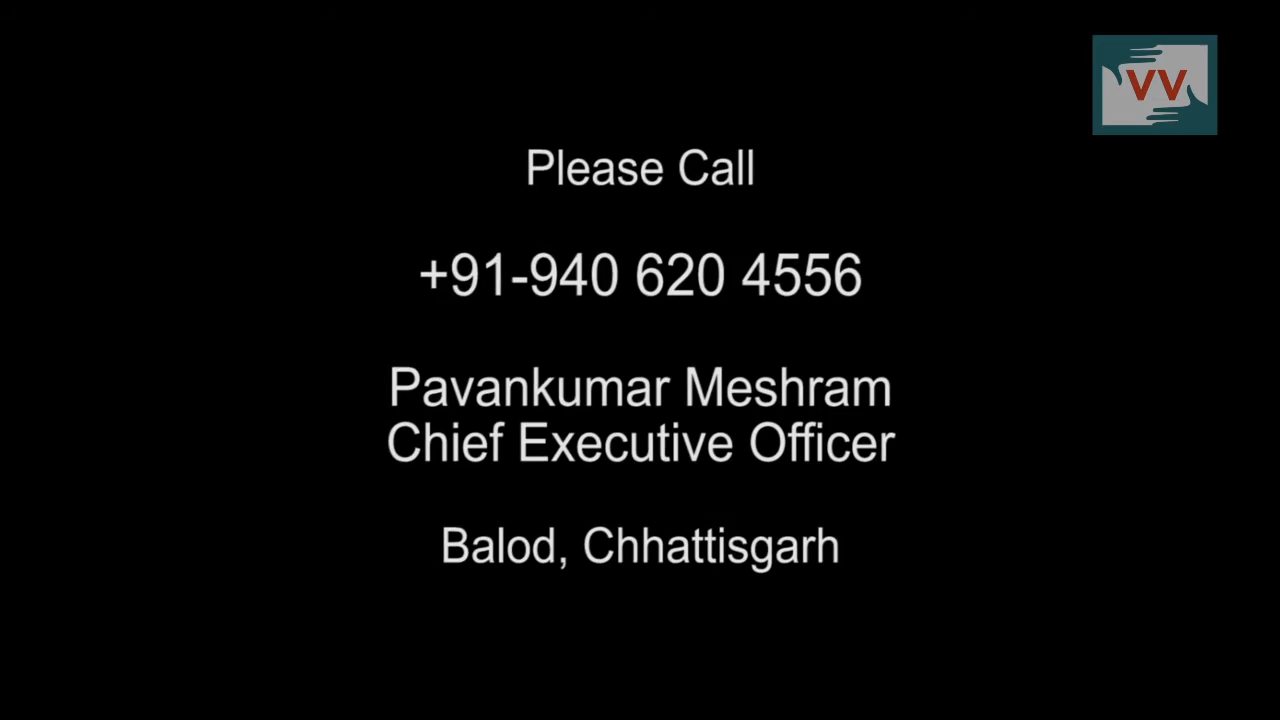 VV
Please Call
+91-940 620 4556
Pavankumar Meshram
Chief Executive Officer
Balod, Chhattisgarh